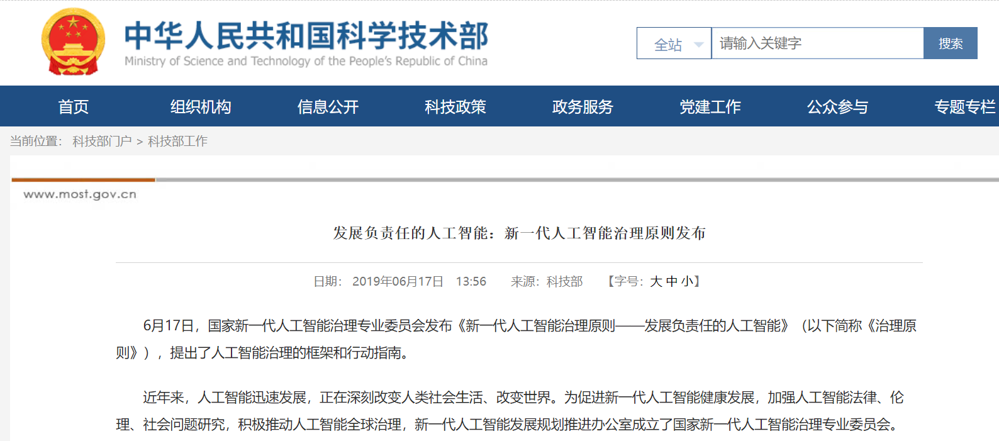 中华人民共和国科学技术部
Ministry of Science and Technology of the People's Republic of China
全站 请输入关键字 搜索
首页 组织机构 信息公开 科技政策 政务服务 党建工作 公众参与 专题专栏
当前位置： 科技部门户 > 科技部工作
www.most.gov.cn
发展负责任的人工智能：新一代人工智能治理原则发布
日期： 2019年06月17日 13:56 来源：科技部 【字号：大 中 小】
6月17日，国家新一代人工智能治理专业委员会发布《新一代人工智能治理原则——发展负责任的人工智能》（以下简称《治理原
则》），提出了人工智能治理的框架和行动指南。
近年来，人工智能迅速发展，正在深刻改变人类社会生活、改变世界。为促进新一代人工智能健康发展，加强人工智能法律、伦
理、社会问题研究，积极推动人工智能全球治理，新一代人工智能发展规划推进办公室成立了国家新一代人工智能治理专业委员会。